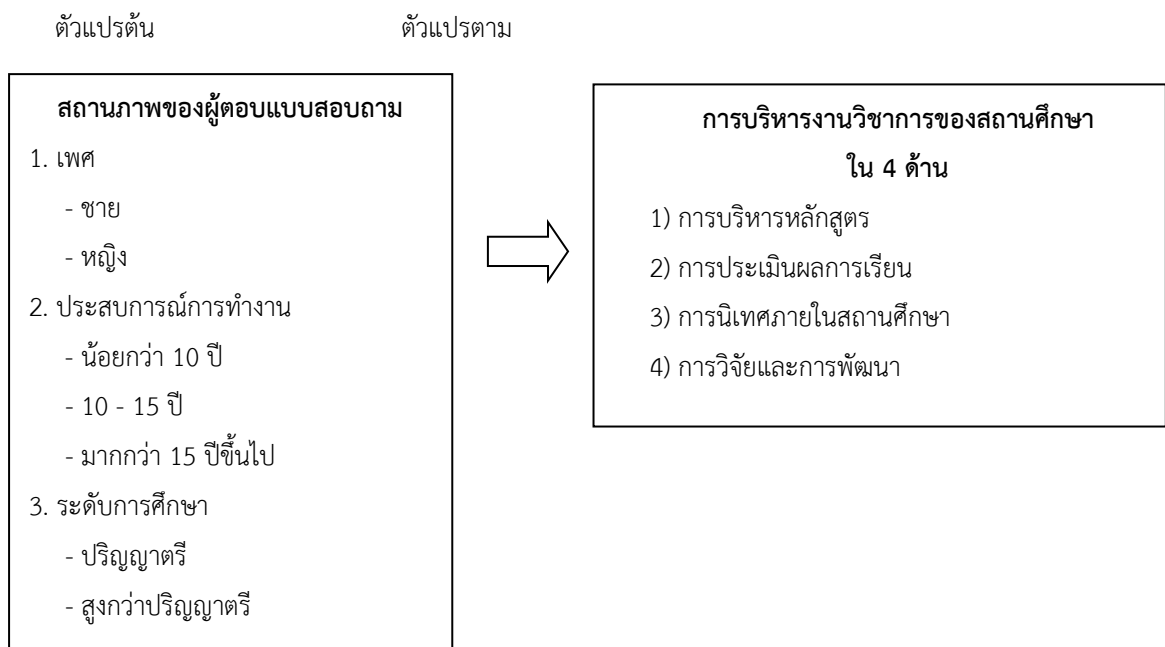 ตัวแปรต้น ตัวแปรตาม
สถานภาพของผู้ตอบแบบสอบถาม
1. เพศ
- ชาย
- หญิง
2. ประสบการณ์การทำงาน
- น้อยกว่า 10 ปี
- 10 - 15 ปี
- มากกว่า 15 ปีขึ้นไป
3. ระดับการศึกษา
- ปริญญาตรี
- สูงกว่าปริญญาตรี
การบริหารงานวิชาการของสถานศึกษา
ใน 4 ด้าน
1) การบริหารหลักสูตร
2) การประเมินผลการเรียน
3) การนิเทศภายในสถานศึกษา
4) การวิจัยและการพัฒนา